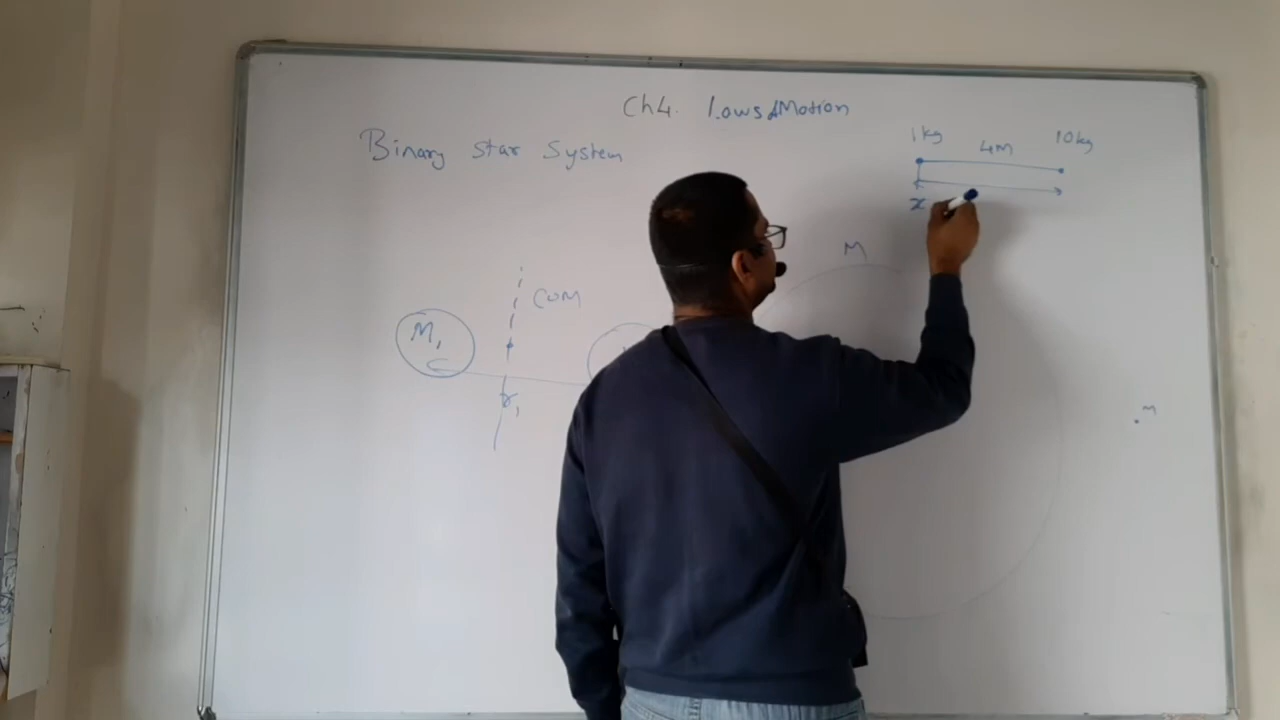 Ch4. Laws of Motion
Binary Star System
1kg 4M 10kg
x
M
COM
M₁
r₁
m